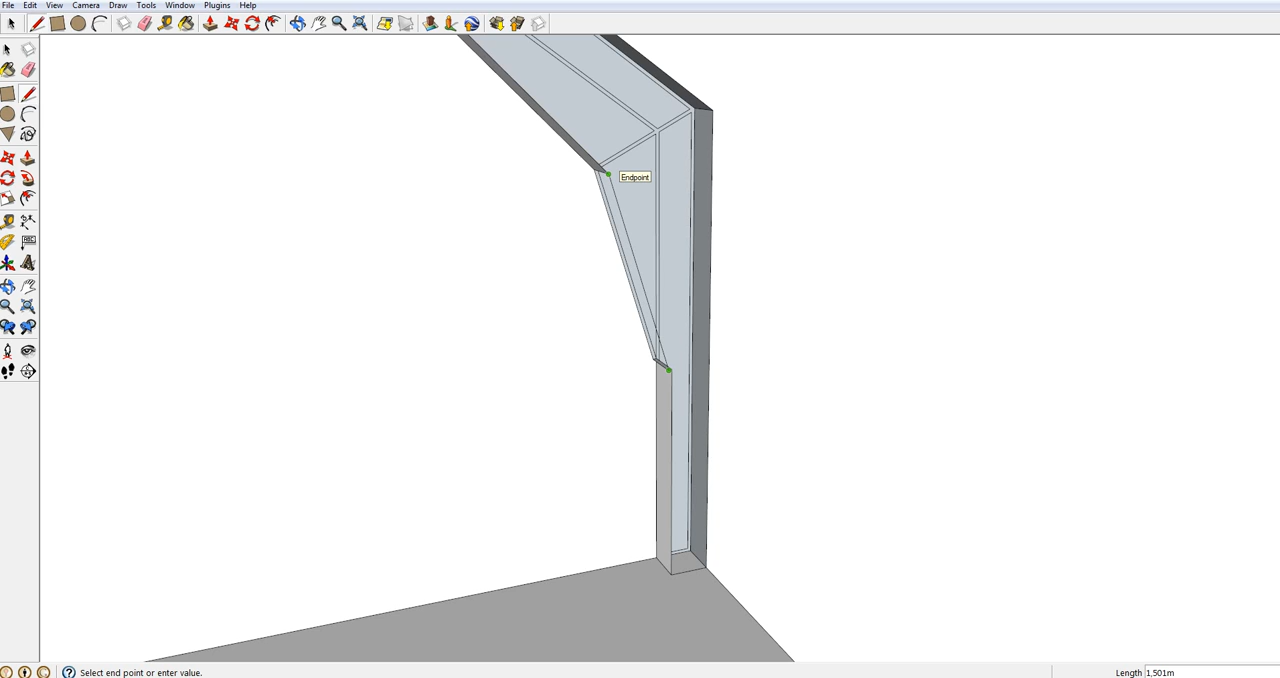 File Edit View Camera Draw Tools Window Plugins Help
Endpoint
ABC
Select end point or enter value.
Length 1,501m